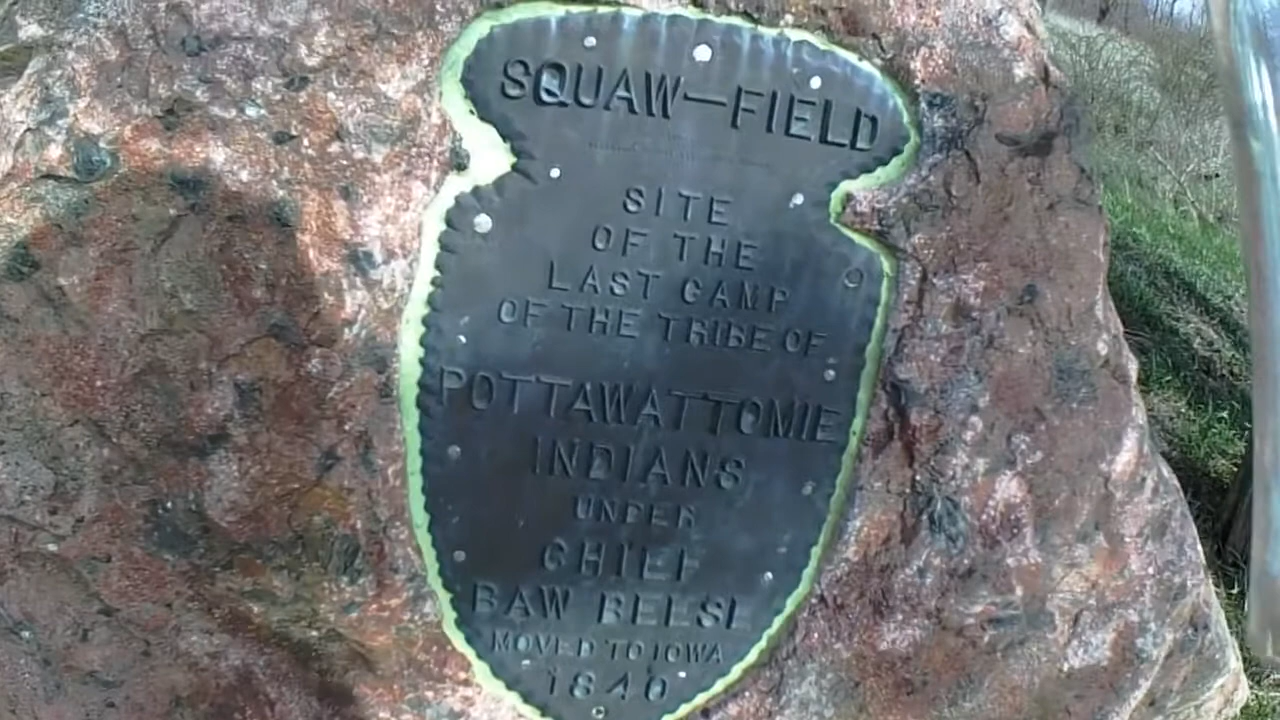 SQUAW—FIELD
SITE
OF THE
LAST CAMP
OF THE TRIBE OF
POTTAWATTOMIE
INDIANS
UNDER
CHIEF
BAW BEESE
MOVED TO IOWA
1840